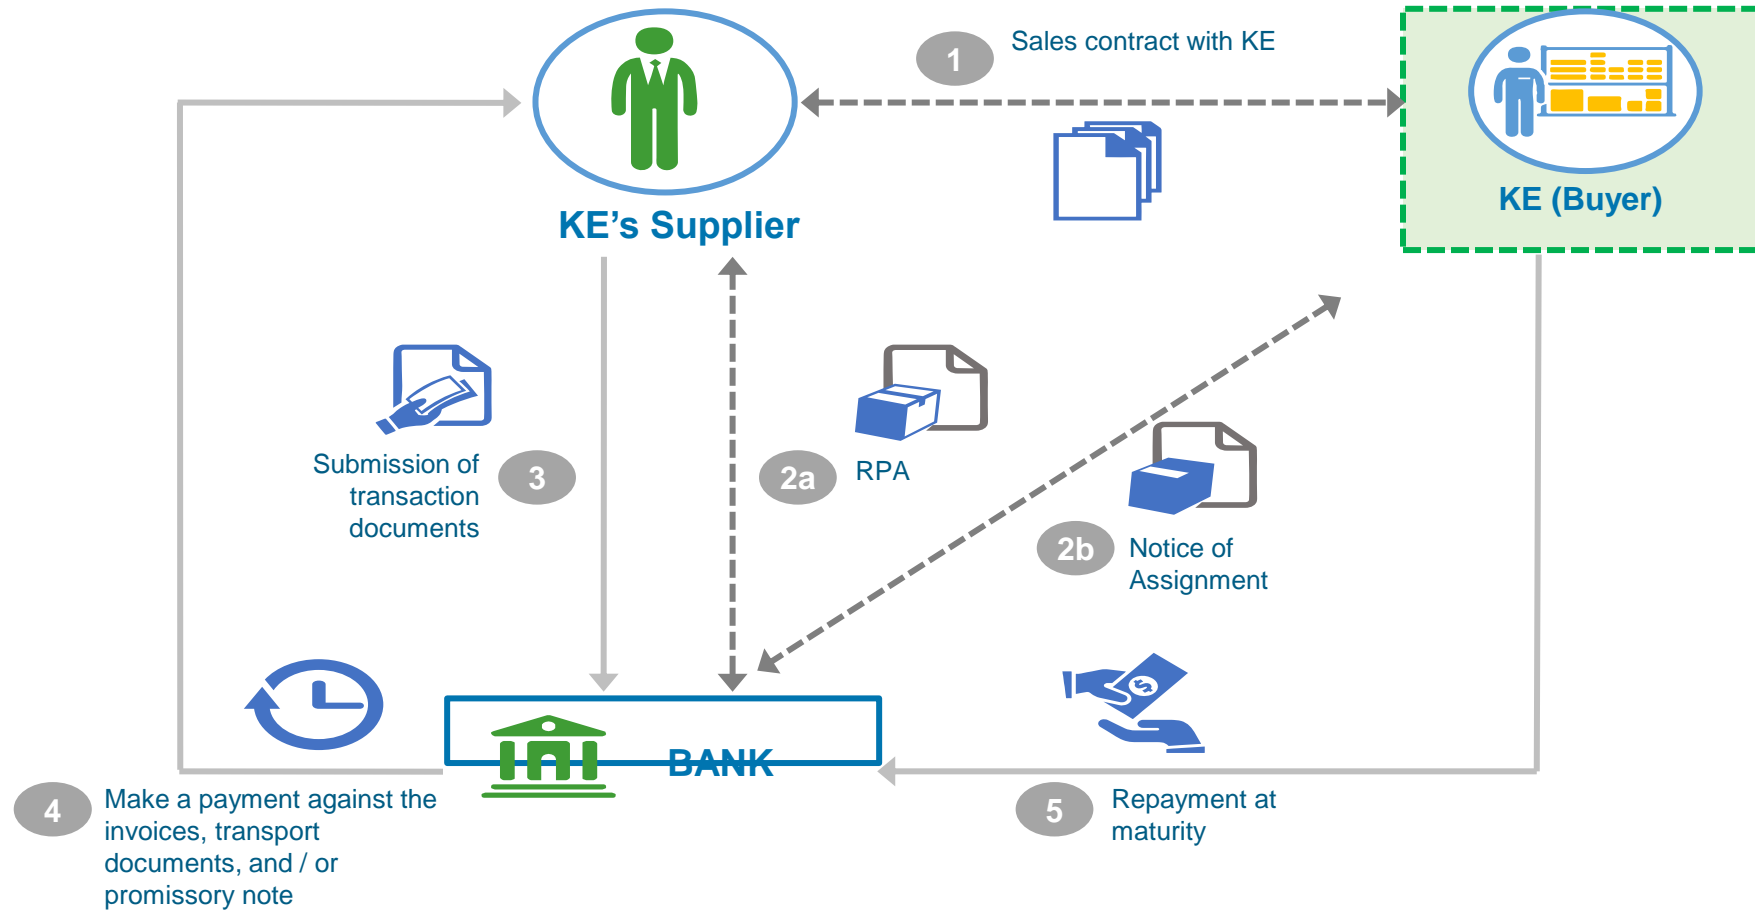 1
Sales contract with KE
KE's Supplier
KE (Buyer)
Submission of
transaction
documents
3
2a
RPA
2b
Notice of
Assignment
BANK
4
Make a payment against the
invoices, transport
documents, and / or
promissory note
5
Repayment at
maturity
$